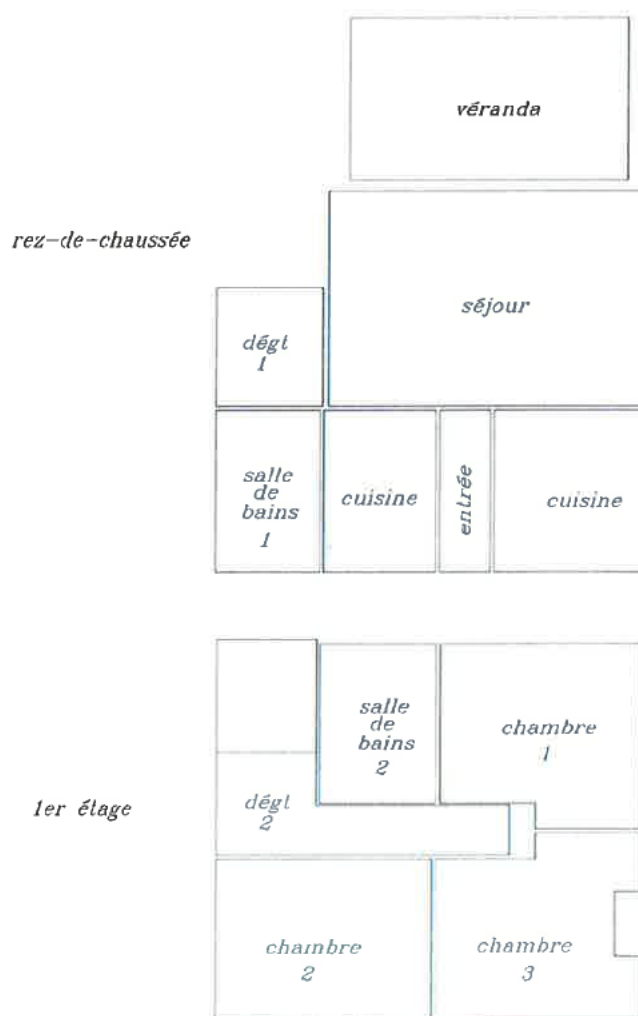 véranda
rez-de-chaussée
séjour
dégt
1
salle
de
bains
1
cuisine
entrée
cuisine
salle
de
bains
2
chambre
1
1er étage
dégt
2
chambre
2
chambre
3